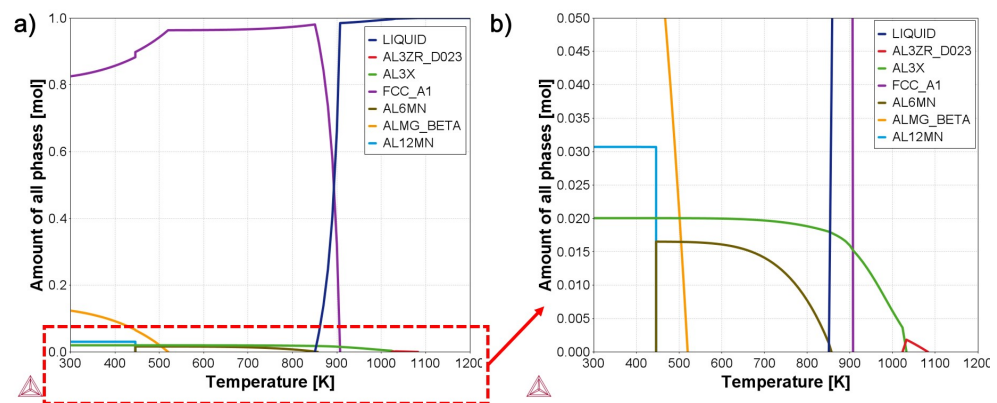 a)
Amount of all phases [mol]
1.0
0.8
0.6
0.4
0.2
0.0
300 400 500 600 700 800 900 1000 1100 1200
Temperature [K]
LIQUID
AL3ZR_D023
AL3X
FCC_A1
AL6MN
ALMG_BETA
AL12MN
b)
Amount of all phases [mol]
0.050
0.045
0.040
0.035
0.030
0.025
0.020
0.015
0.010
0.005
0.000
300 400 500 600 700 800 900 1000 1100 1200
Temperature [K]
LIQUID
AL3ZR_D023
AL3X
FCC_A1
AL6MN
ALMG_BETA
AL12MN